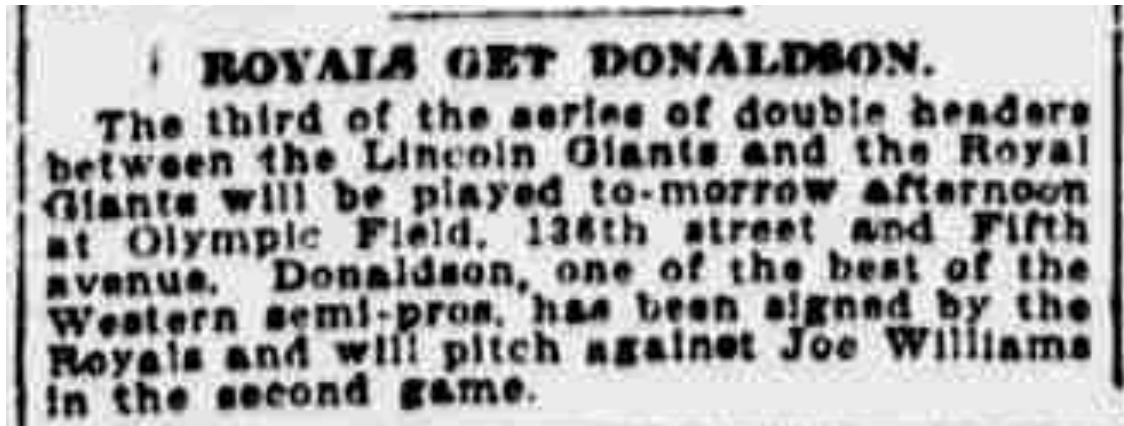 ROYALS GET DONALDSON.
The third of the series of double headers
between the Lincoln Giants and the Royal
Giants will be played to-morrow afternoon
at Olympic Field, 136th street and Fifth
avenue. Donaldson, one of the best of the
Western semi-pros, has been signed by the
Royals and will pitch against Joe Williams
in the second game.